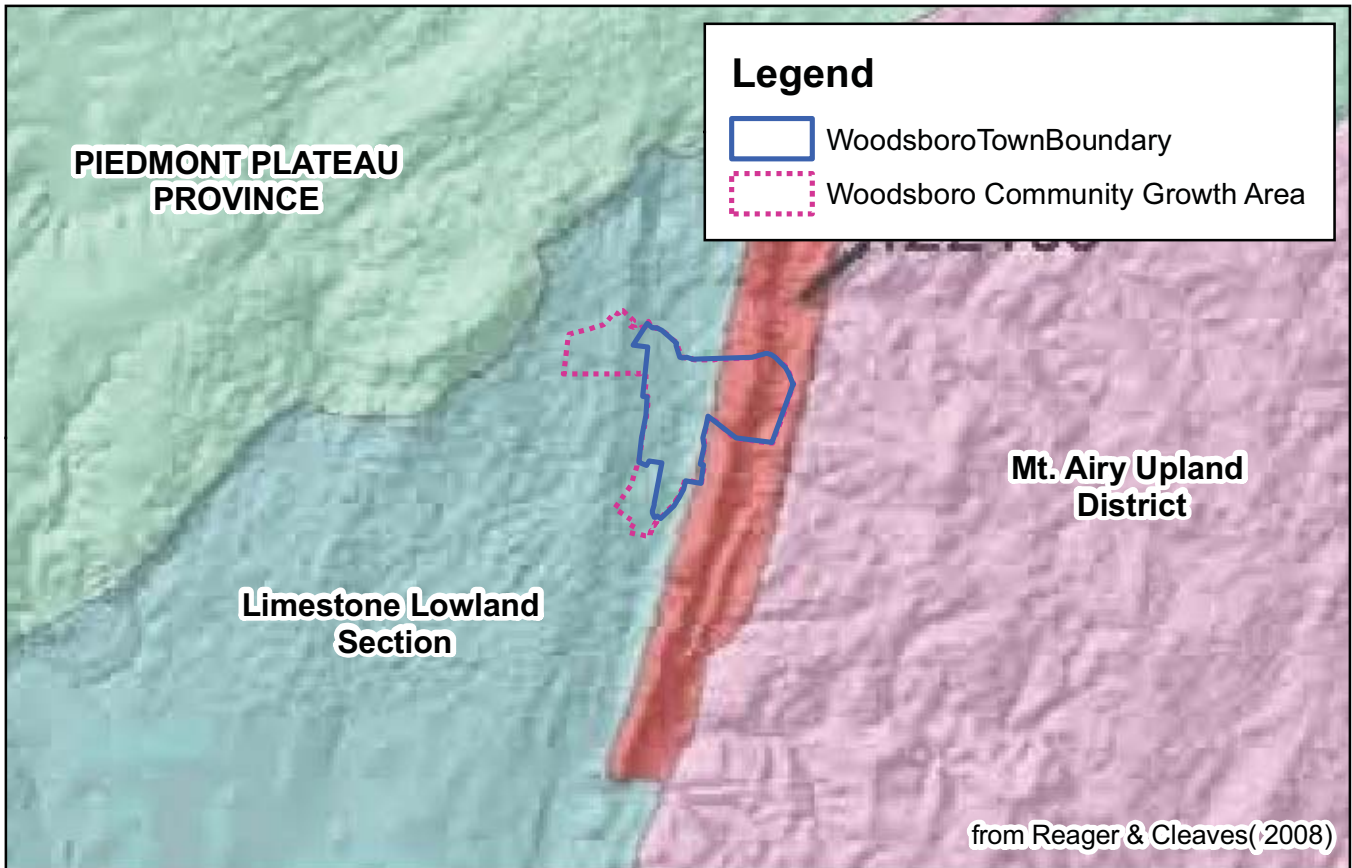 Legend
WoodsboroTownBoundary
Woodsboro Community Growth Area
PIEDMONT PLATEAU
PROVINCE
Mt. Airy Upland
District
Limestone Lowland
Section
from Reager & Cleaves( 2008)